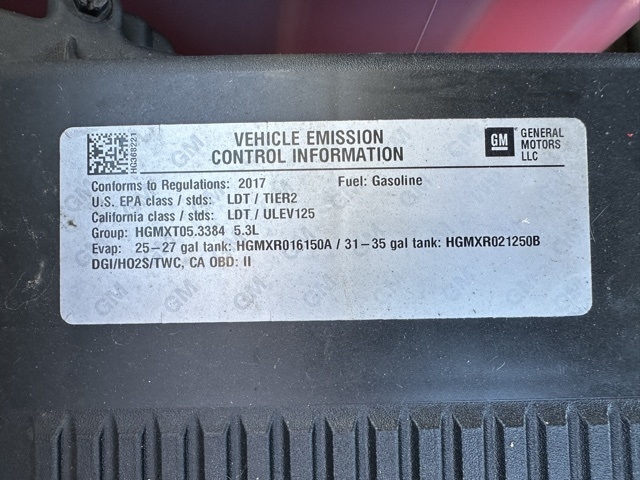 HG368221
VEHICLE EMISSION
CONTROL INFORMATION
GM
GENERAL
MOTORS
LLC
Conforms to Regulations: 2017 Fuel: Gasoline
U.S. EPA class / stds: LDT / TIER2
California class / stds: LDT / ULEV125
Group: HGMXT05.3384 5.3L
Evap: 25-27 gal tank: HGMXR016150A / 31-35 gal tank: HGMXR021250B
DGI/HO2S/TWC, CA OBD: II